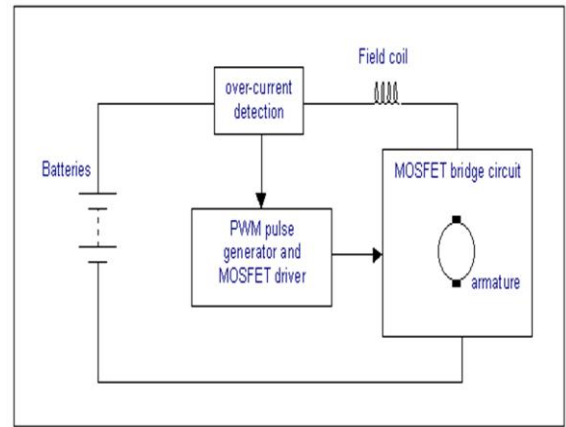 Field coil
over-current
detection
Batteries
MOSFET bridge circuit
PWM pulse
generator and
MOSFET driver
armature